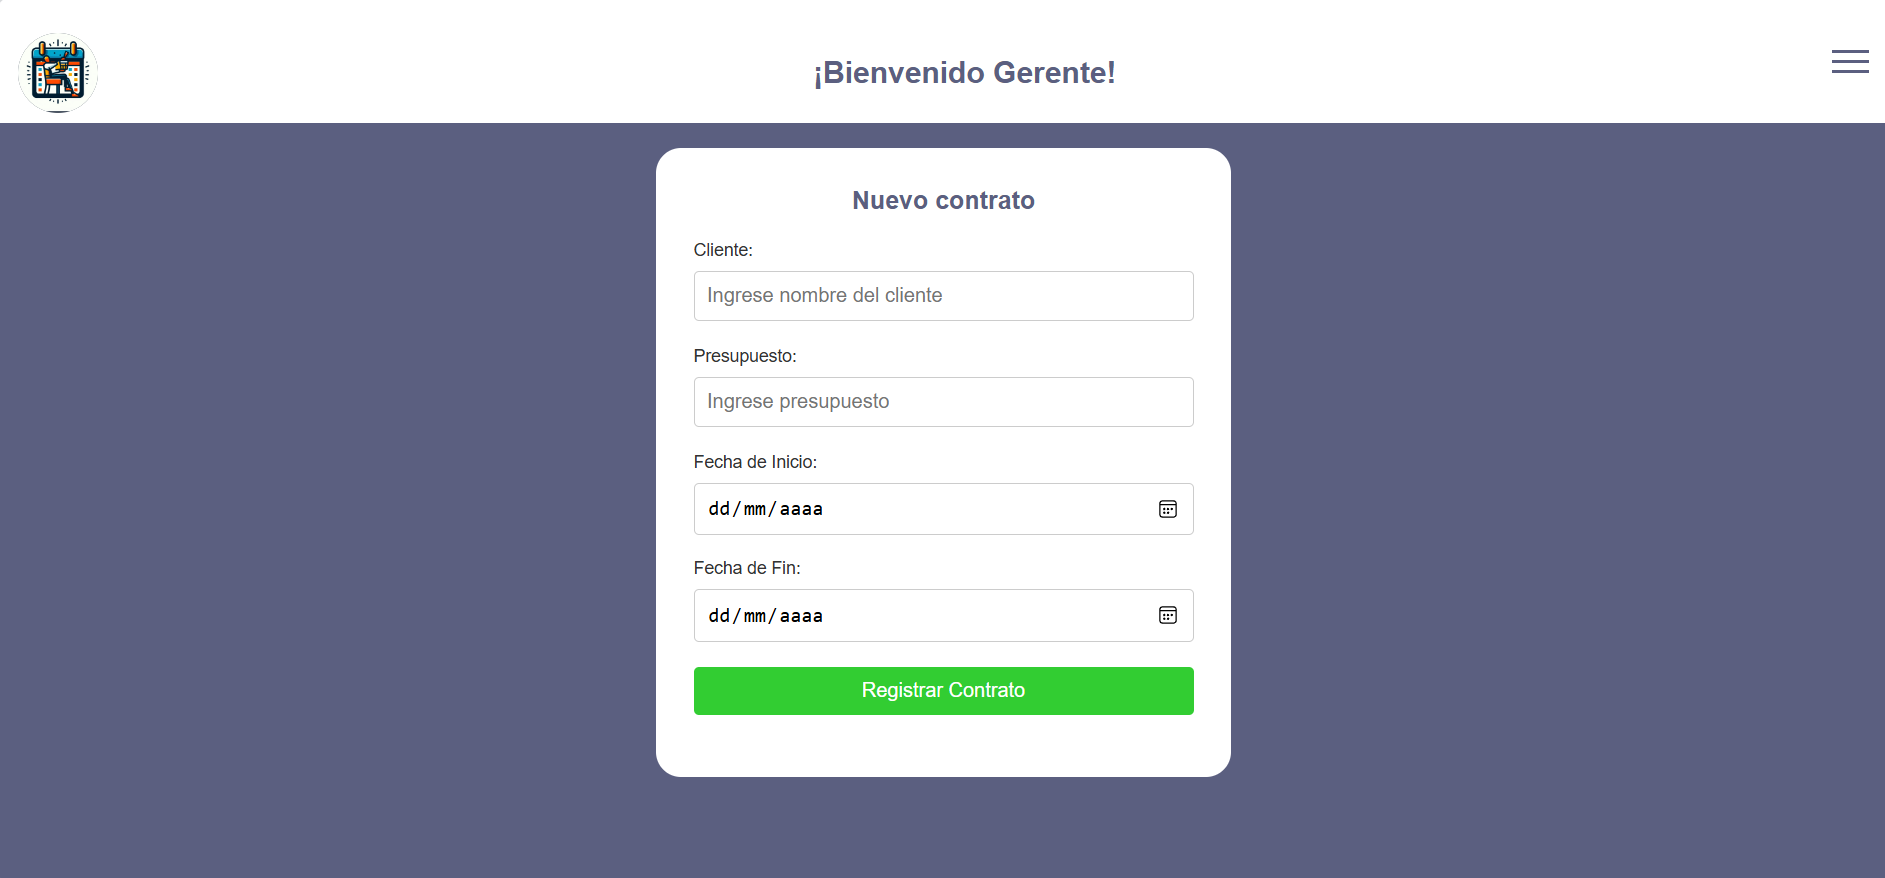 ¡Bienvenido Gerente!
Nuevo contrato
Cliente:
Ingrese nombre del cliente
Presupuesto:
Ingrese presupuesto
Fecha de Inicio:
dd/mm/aaaa
Fecha de Fin:
dd/mm/aaaa
Registrar Contrato